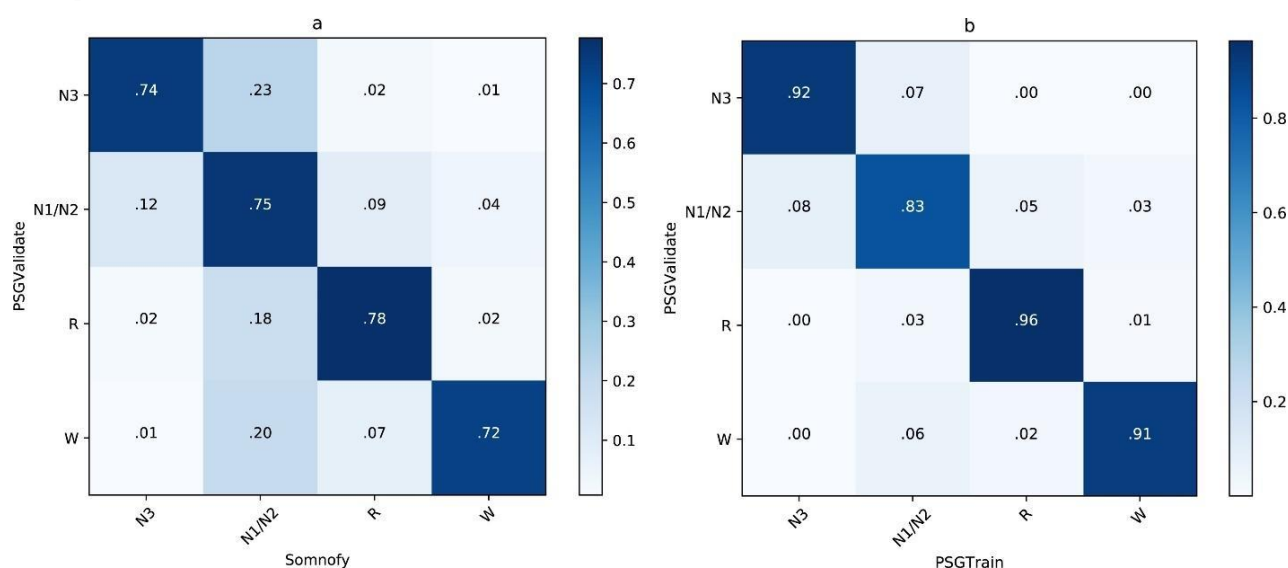 a
N3
N1/N2
R
W
PSGValidate
.74 .23 .02 .01
.12 .75 .09 .04
.02 .18 .78 .02
.01 .20 .07 .72
N3 N1/N2 R W
Somnofy
0.7
0.6
0.5
0.4
0.3
0.2
0.1
b
N3
N1/N2
R
W
PSGValidate
.92 .07 .00 .00
.08 .83 .05 .03
.00 .03 .96 .01
.00 .06 .02 .91
N3 N1/N2 R W
PSGTrain
0.8
0.6
0.4
0.2